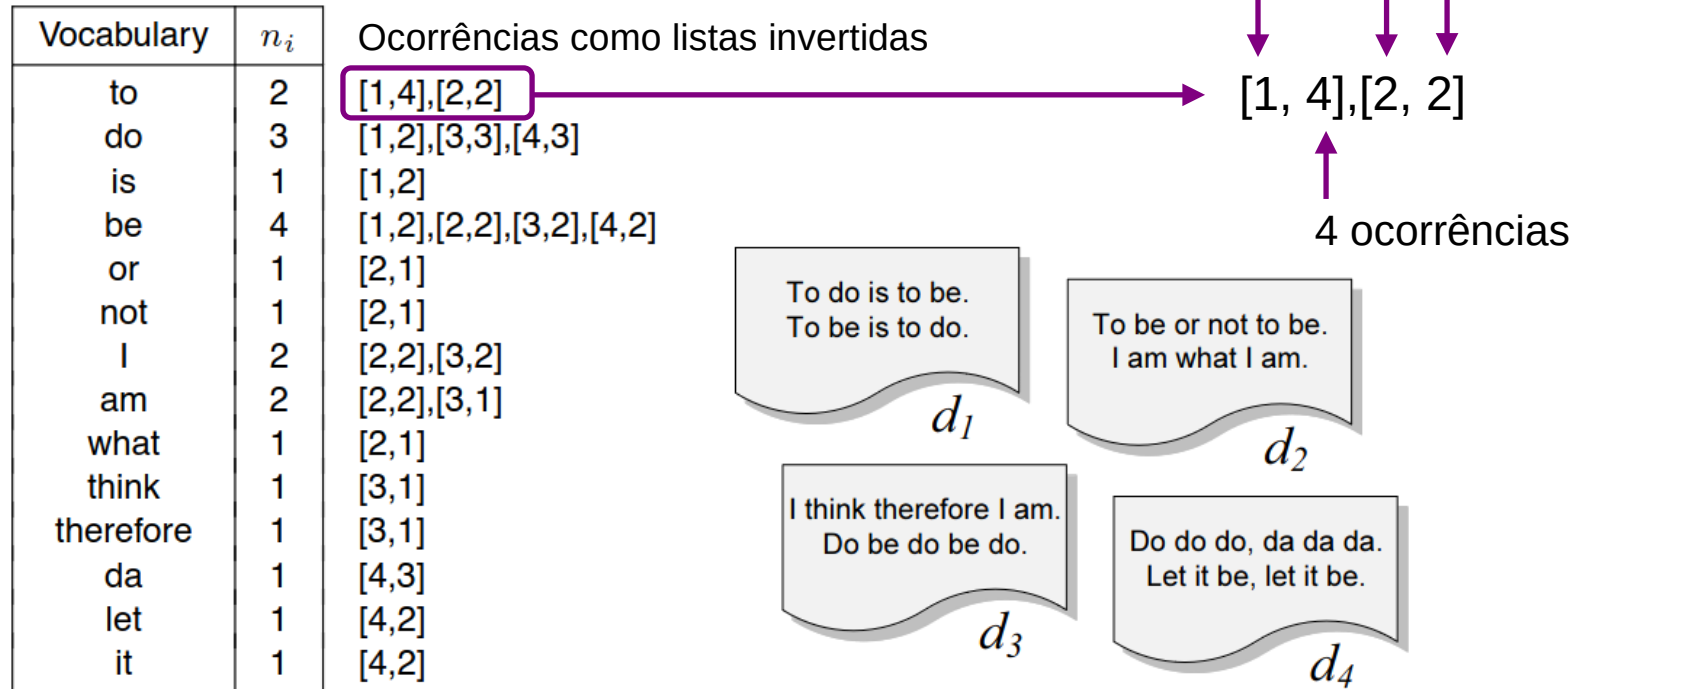 Vocabulary nᵢ Ocorrências como listas invertidas
to 2 [1,4],[2,2] [1, 4],[2, 2]
do 3 [1,2],[3,3],[4,3]
is 1 [1,2]
be 4 [1,2],[2,2],[3,2],[4,2]
4 ocorrências
or 1 [2,1]
not 1 [2,1]
I 2 [2,2],[3,2]
am 2 [2,2],[3,1]
what 1 [2,1]
think 1 [3,1]
therefore 1 [3,1]
da 1 [4,3]
let 1 [4,2]
it 1 [4,2]
To do is to be.
To be is to do.
d₁
To be or not to be.
I am what I am.
d₂
I think therefore I am.
Do be do be do.
d₃
Do do do, da da da.
Let it be, let it be.
d₄